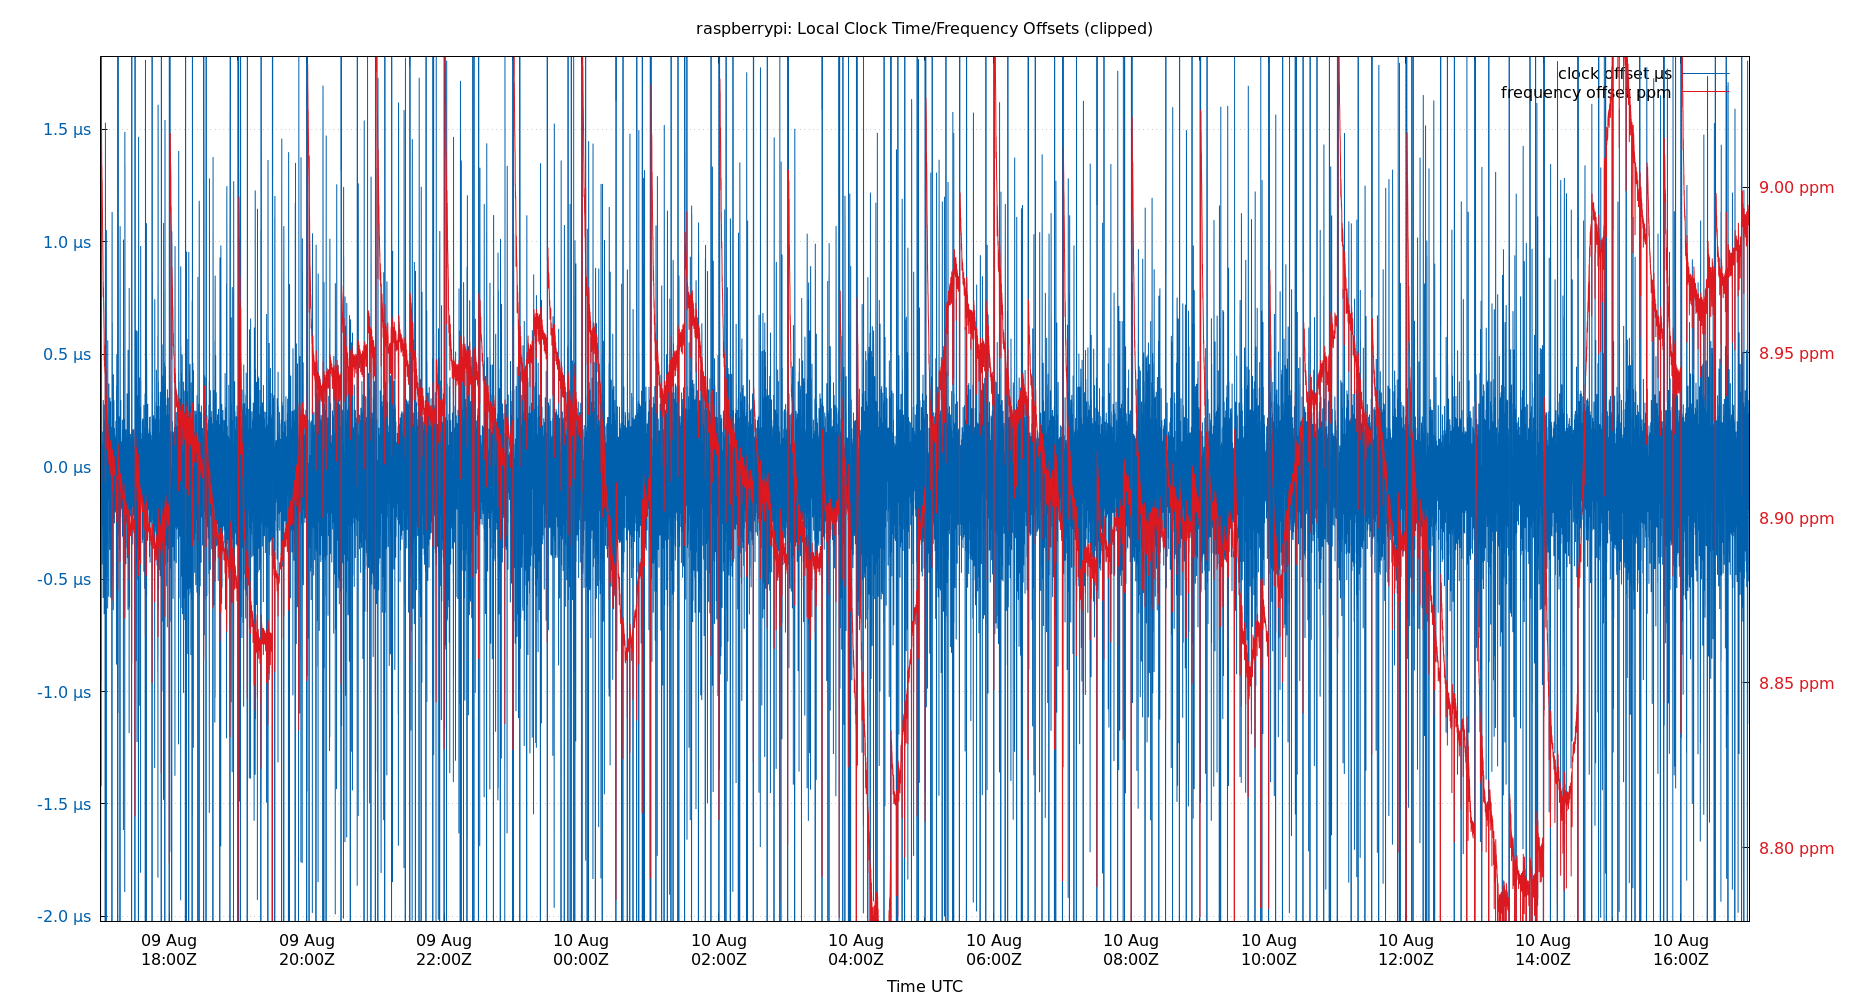 raspberrypi: Local Clock Time/Frequency Offsets (clipped)
clock offset µs
frequency offset ppm
1.5 µs
1.0 µs
0.5 µs
0.0 µs
-0.5 µs
-1.0 µs
-1.5 µs
-2.0 µs
9.00 ppm
8.95 ppm
8.90 ppm
8.85 ppm
8.80 ppm
09 Aug 09 Aug 09 Aug 10 Aug 10 Aug 10 Aug 10 Aug 10 Aug 10 Aug 10 Aug 10 Aug 10 Aug
18:00Z 20:00Z 22:00Z 00:00Z 02:00Z 04:00Z 06:00Z 08:00Z 10:00Z 12:00Z 14:00Z 16:00Z
Time UTC